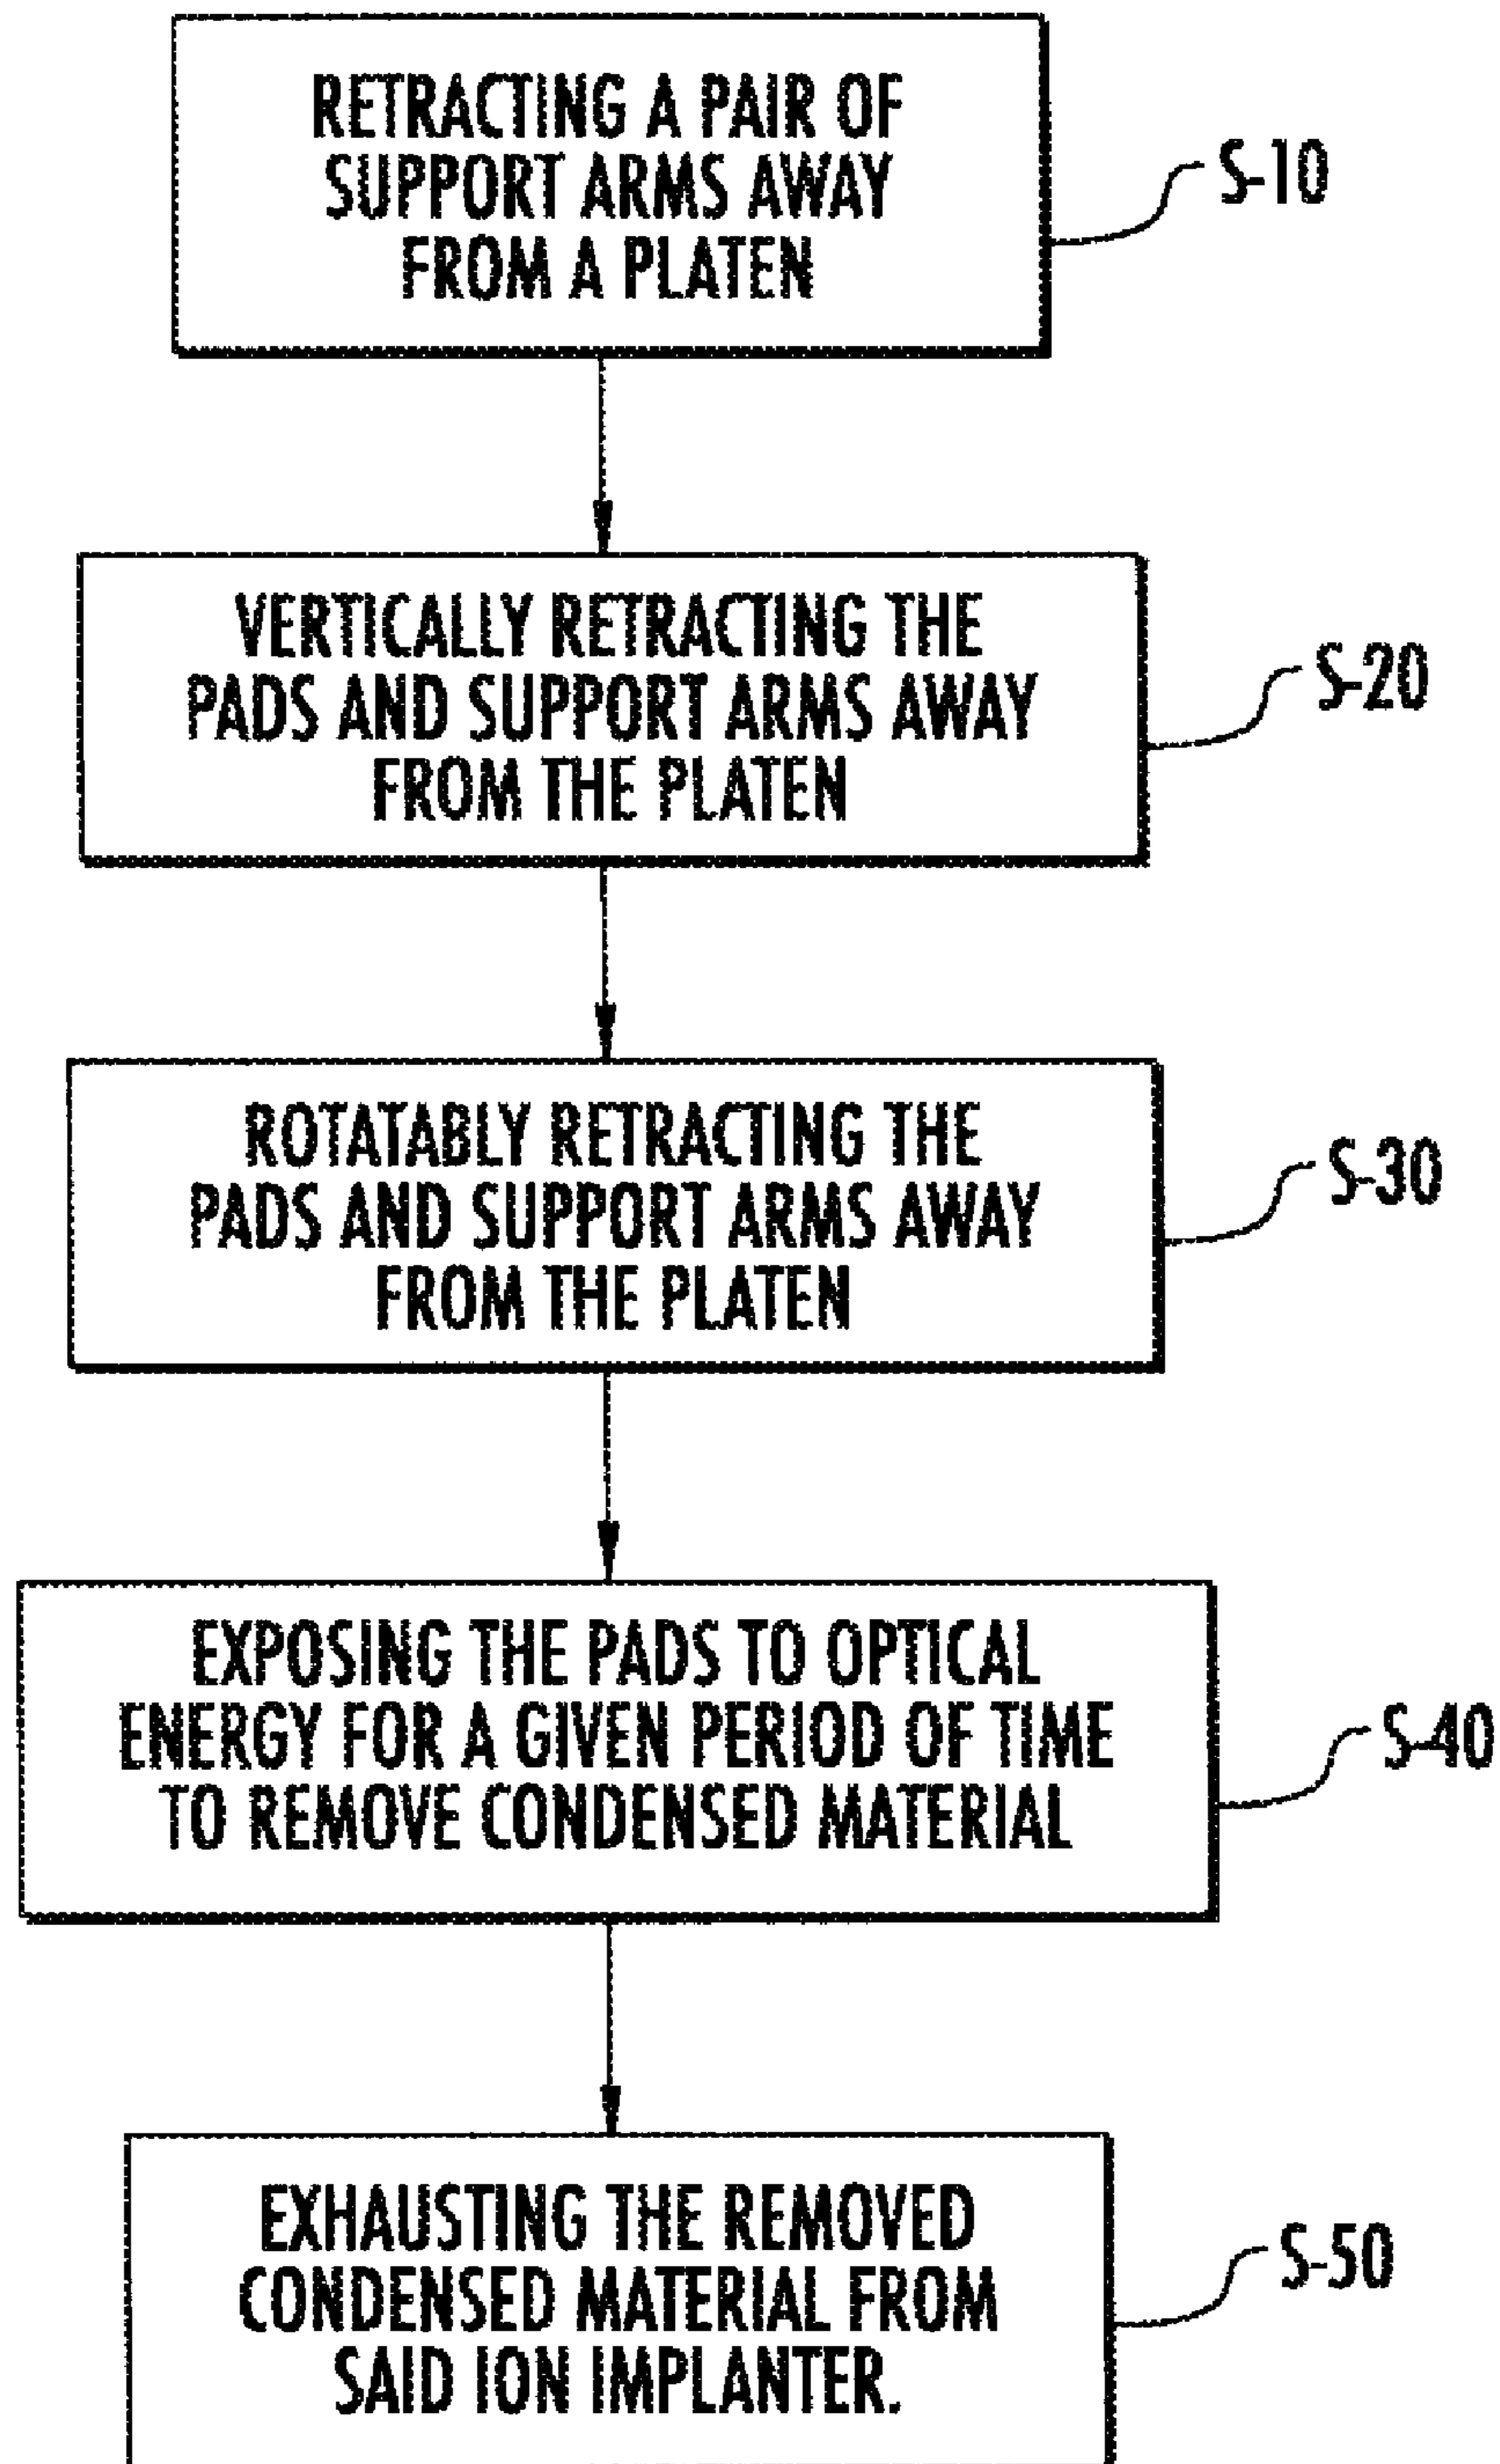 RETRACTING A PAIR OF
SUPPORT ARMS AWAY
FROM A PLATEN
S-10
VERTICALLY RETRACTING THE
PADS AND SUPPORT ARMS AWAY
FROM THE PLATEN
S-20
ROTATABLY RETRACTING THE
PADS AND SUPPORT ARMS AWAY
FROM THE PLATEN
S-30
EXPOSING THE PADS TO OPTICAL
ENERGY FOR A GIVEN PERIOD OF TIME
TO REMOVE CONDENSED MATERIAL
S-40
EXHAUSTING THE REMOVED
CONDENSED MATERIAL FROM
SAID ION IMPLANTER.
S-50